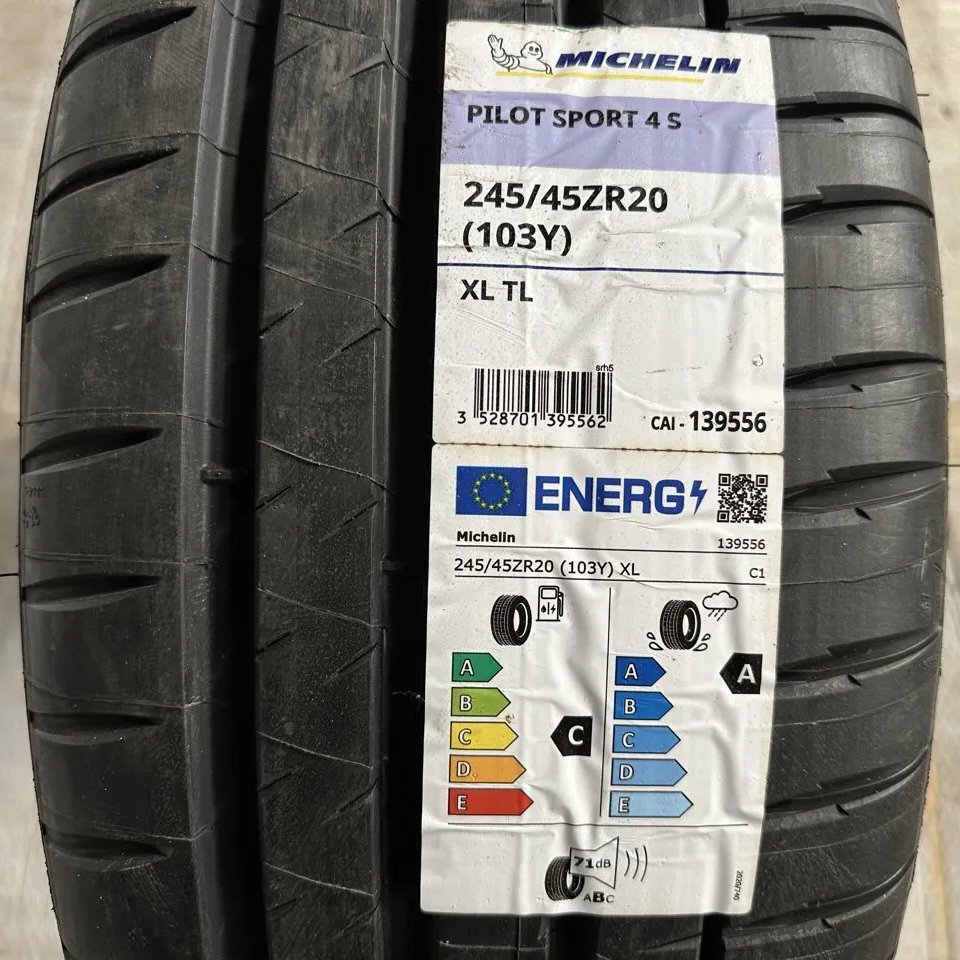 MICHELIN
PILOT SPORT 4 S
245/45ZR20
(103Y)
XL TL
srh5
3 528701 395562
CAI - 139556
ENERG
Michelin
139556
245/45ZR20 (103Y) XL
C1
A
B
C
D
E
C
A
B
C
D
E
A
71dB
ABC